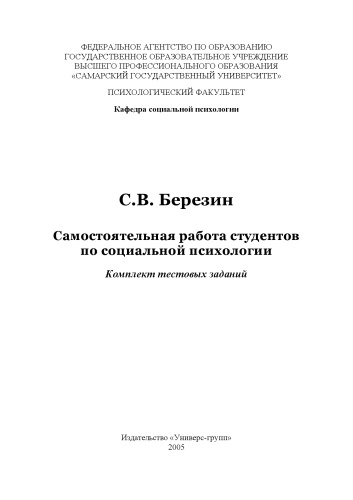 ФЕДЕРАЛЬНОЕ АГЕНТСТВО ПО ОБРАЗОВАНИЮ
ГОСУДАРСТВЕННОЕ ОБРАЗОВАТЕЛЬНОЕ УЧРЕЖДЕНИЕ
ВЫСШЕГО ПРОФЕССИОНАЛЬНОГО ОБРАЗОВАНИЯ
«САМАРСКИЙ ГОСУДАРСТВЕННЫЙ УНИВЕРСИТЕТ»
ПСИХОЛОГИЧЕСКИЙ ФАКУЛЬТЕТ
Кафедра социальной психологии
С.В. Березин
Самостоятельная работа студентов
по социальной психологии
Комплект тестовых заданий
Издательство «Универс-групп»
2005